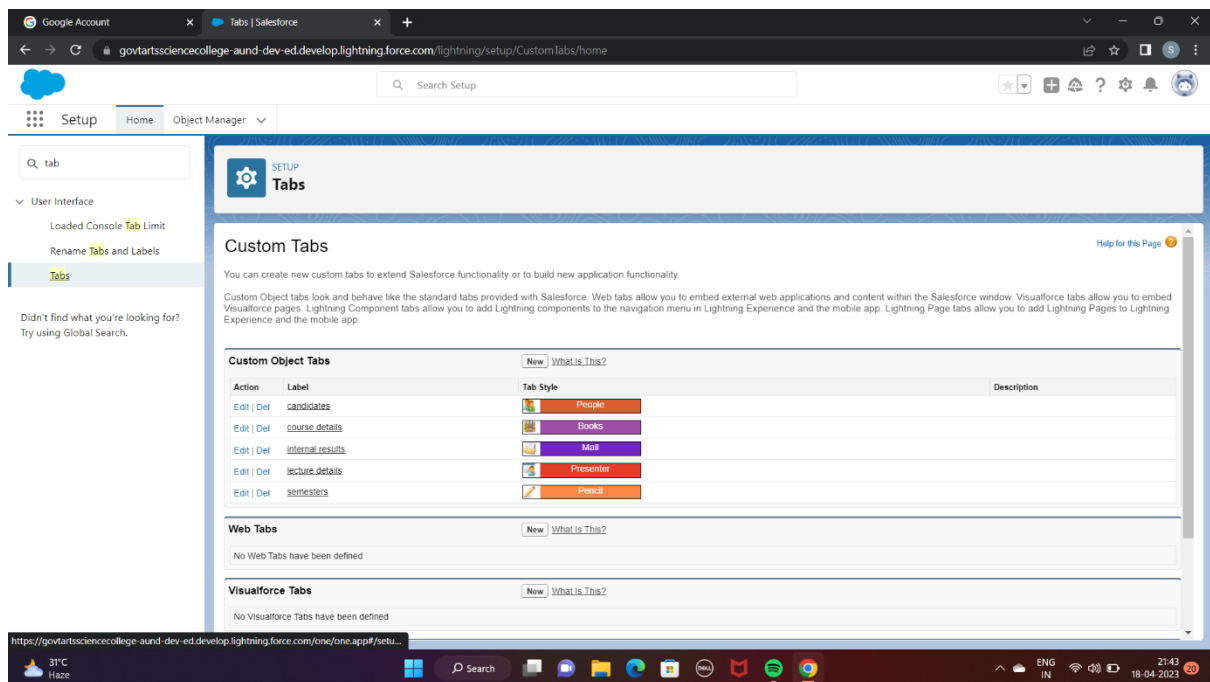 Google Account
Tabs | Salesforce
govtartssciencecollege-aund-dev-ed.develop.lightning.force.com/lightning/setup/CustomTabs/home
S
Search Setup
Setup
Home
Object Manager
tab
User Interface
Loaded Console Tab Limit
Rename Tabs and Labels
Tabs
Didn't find what you're looking for?
Try using Global Search.
SETUP
Tabs
Custom Tabs
Help for this Page
You can create new custom tabs to extend Salesforce functionality or to build new application functionality.
Custom Object tabs look and behave like the standard tabs provided with Salesforce. Web tabs allow you to embed external web applications and content within the Salesforce window. Visualforce tabs allow you to embed
Visualforce pages. Lightning Component tabs allow you to add Lightning components to the navigation menu in Lightning Experience and the mobile app. Lightning Page tabs allow you to add Lightning Pages to Lightning
Experience and the mobile app.
Custom Object Tabs New What Is This?
Action Label Tab Style Description
Edit | Del candidates People
Edit | Del course details Books
Edit | Del internal results Mail
Edit | Del lecture details Presenter
Edit | Del semesters Pencil
Web Tabs New What Is This?
No Web Tabs have been defined
Visualforce Tabs New What Is This?
No Visualforce Tabs have been defined
https://govtartssciencecollege-aund-dev-ed.develop.lightning.force.com/one/one.app#/setu...
31°C
Haze
Search
DELL
ENG
IN
21:43
18-04-2023
20